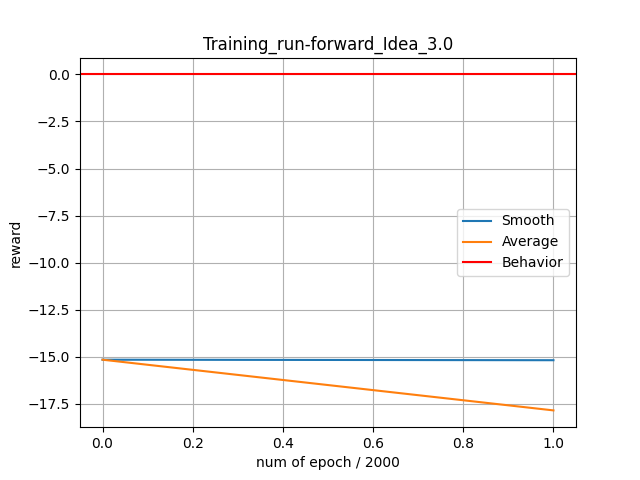 Training_run-forward_Idea_3.0
reward
0.0
−2.5
−5.0
−7.5
−10.0
−12.5
−15.0
−17.5
Smooth
Average
Behavior
0.0 0.2 0.4 0.6 0.8 1.0
num of epoch / 2000